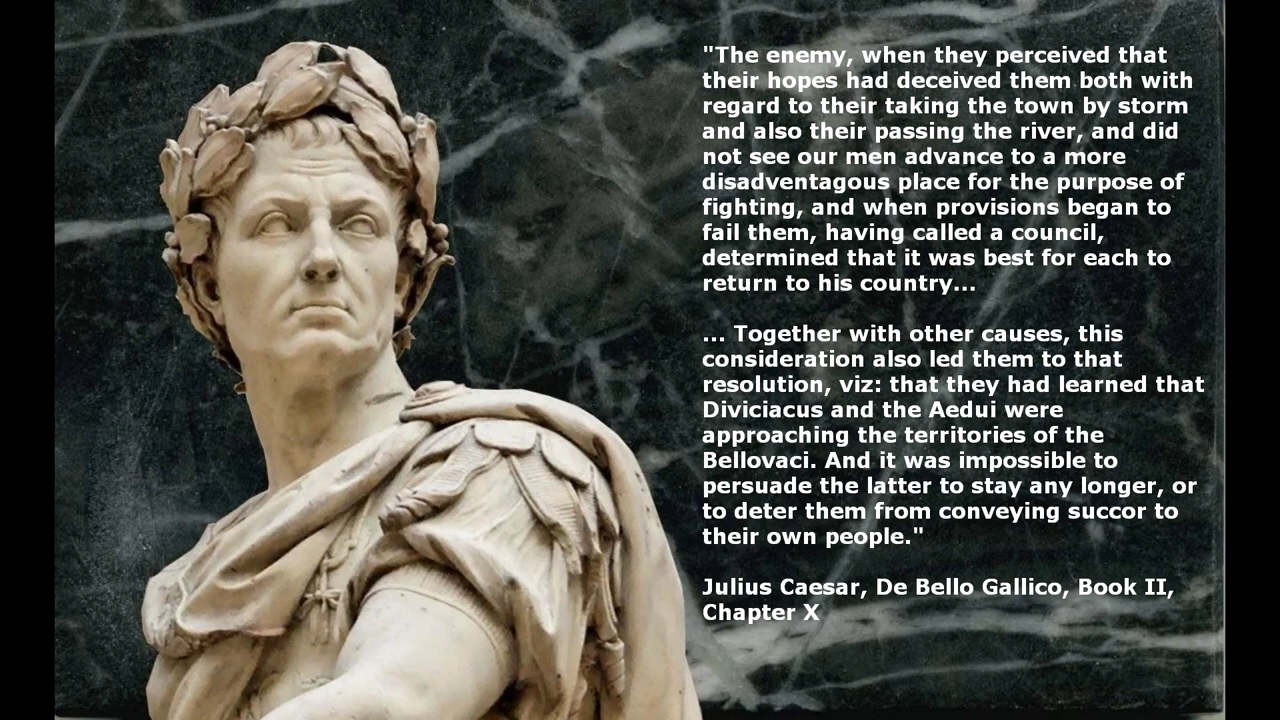 "The enemy, when they perceived that
their hopes had deceived them both with
regard to their taking the town by storm
and also their passing the river, and did
not see our men advance to a more
disadventagous place for the purpose of
fighting, and when provisions began to
fail them, having called a council,
determined that it was best for each to
return to his country...
... Together with other causes, this
consideration also led them to that
resolution, viz: that they had learned that
Diviciacus and the Aedui were
approaching the territories of the
Bellovaci. And it was impossible to
persuade the latter to stay any longer, or
to deter them from conveying succor to
their own people."
Julius Caesar, De Bello Gallico, Book II,
Chapter X